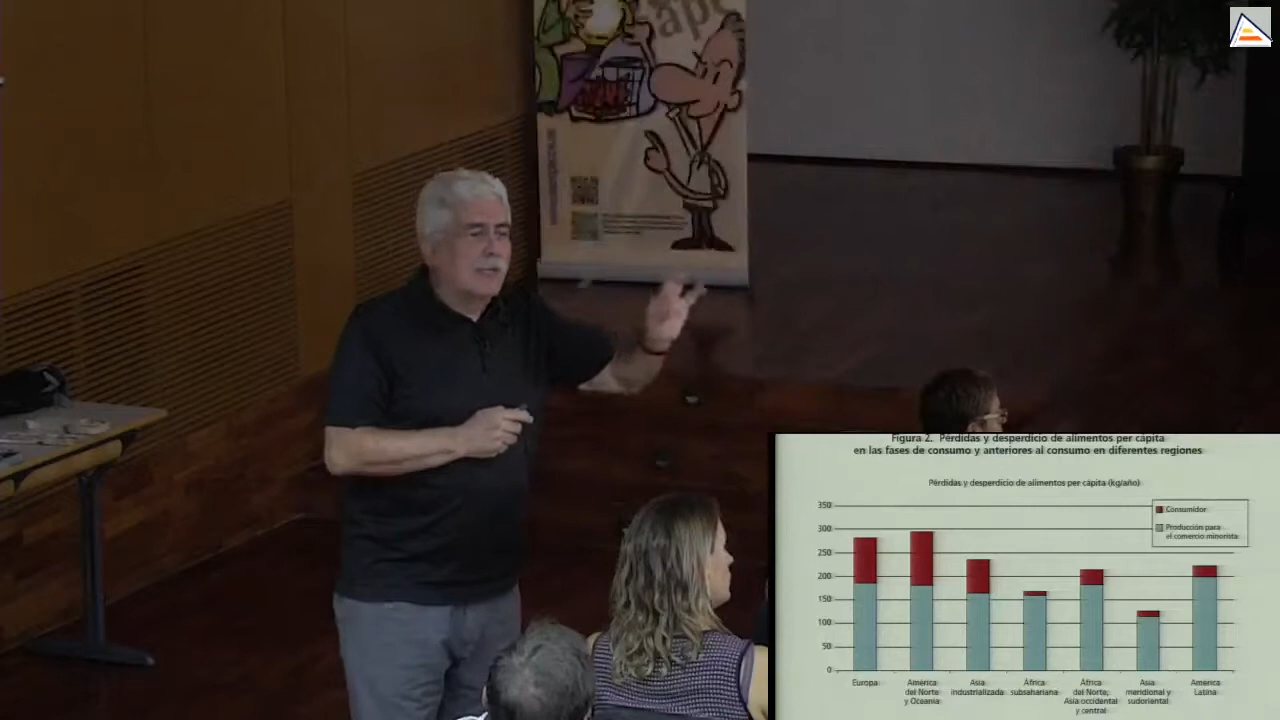 ape
Figura 2. Pérdidas y desperdicio de alimentos per cápita
en las fases de consumo y anteriores al consumo en diferentes regiones
Pérdidas y desperdicio de alimentos per cápita (kg/año)
350
300
250
200
150
100
50
0
Consumidor
Producción para
el comercio minorista
Europa
América
del Norte
y Oceanía
Asia
industrializada
África
subsahariana
África
del Norte,
Asia occidental
y central
Asia
meridional y
sudoriental
América
Latina